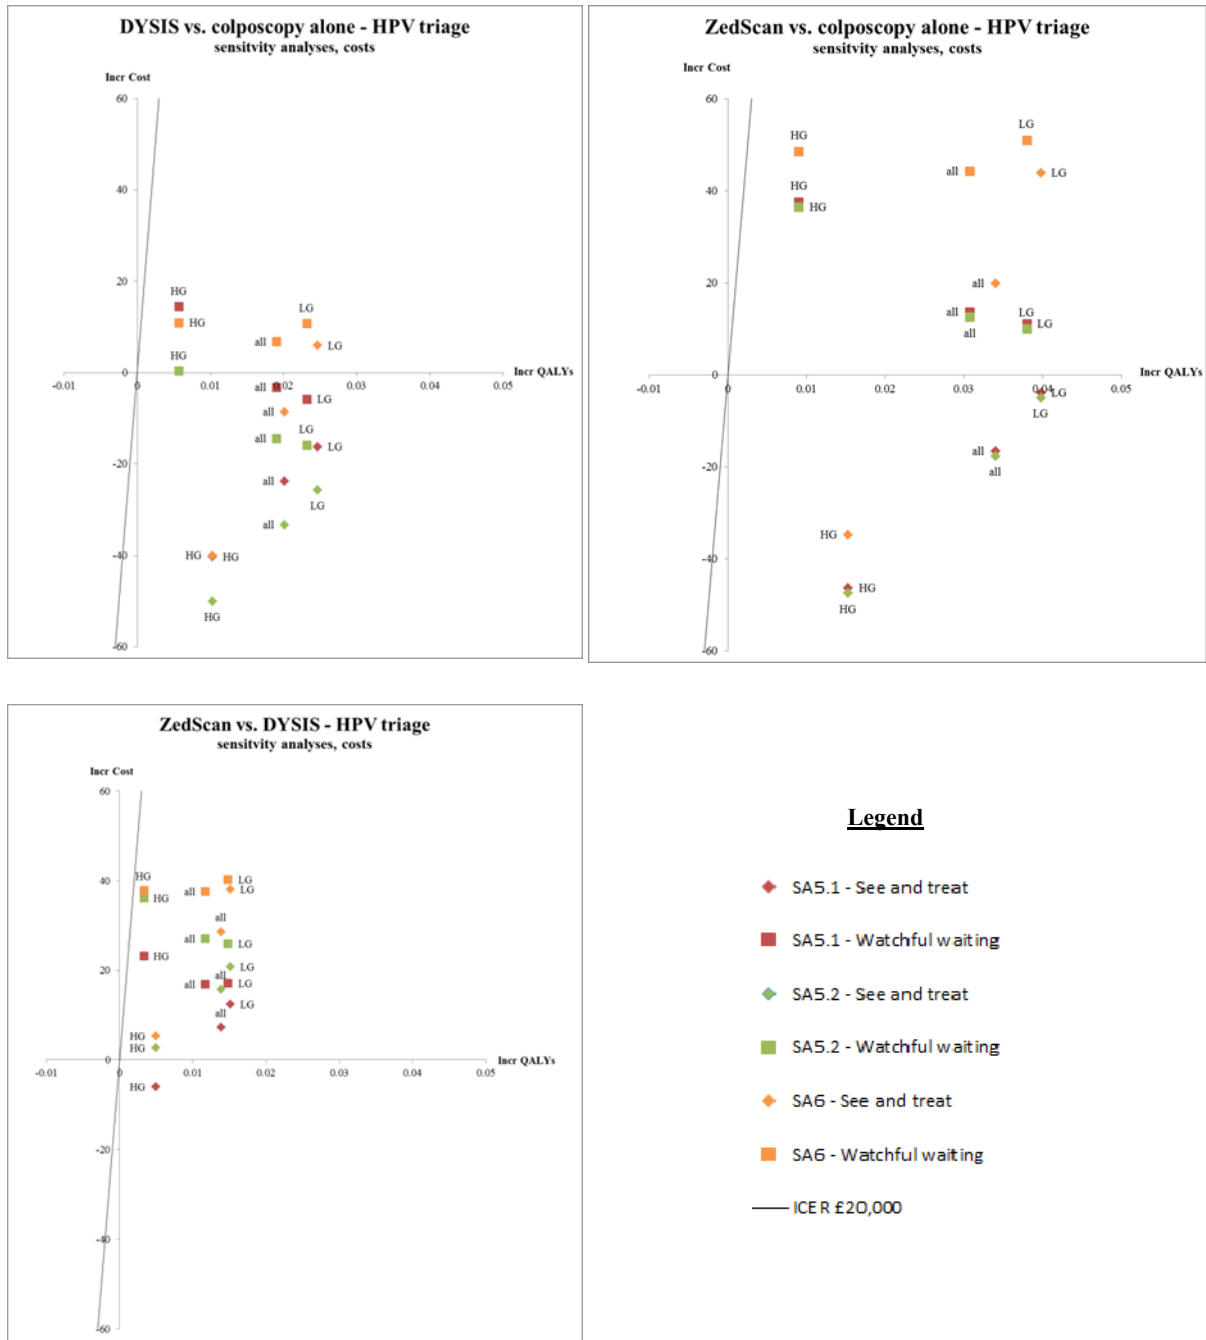 DYSIS vs. colposcopy alone - HPV triage
sensitvity analyses, costs
Incr Cost
60
40
20
HG
HG
HG
LG
all
LG
0
-0.01
0
0.01
0.02
0.03
0.04
0.05
Incr QALYs
all
LG
all
LG
all
LG
all
LG
all
-20
-40
HG
HG
HG
-60
ZedScan vs. colposcopy alone - HPV triage
sensitvity analyses, costs
Incr Cost
60
HG
LG
all
LG
40
HG
HG
20
all
all
all
LG
LG
0
-0.01
0
0.01
0.02
0.03
0.04
0.05
Incr QALYs
LG
LG
all
all
-20
HG
-40
HG
HG
-60
ZedScan vs. DYSIS - HPV triage
sensitvity analyses, costs
Incr Cost
60
40
HG
HG
all
LG
LG
all
all
LG
20
HG
LG
all
all
LG
LG
all
HG
HG
0
-0.01
0
0.01
0.02
0.03
0.04
0.05
Incr QALYs
HG
-20
-40
-60
Legend
SA5.1 - See and treat
SA5.1 - Watchful waiting
SA5.2 - See and treat
SA5.2 - Watchful waiting
SA6 - See and treat
SA6 - Watchful waiting
ICER £20,000